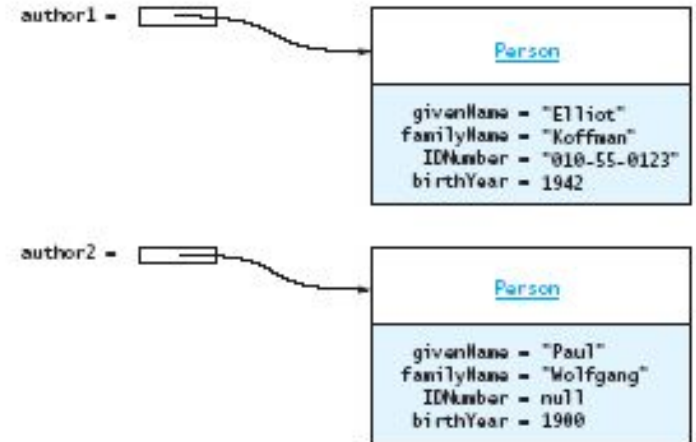 author1 =
Person
givenName = "Elliot"
familyName = "Koffman"
IDNumber = "010-55-0123"
birthYear = 1942
author2 =
Person
givenName = "Paul"
familyName = "Wolfgang"
IDNumber = null
birthYear = 1900